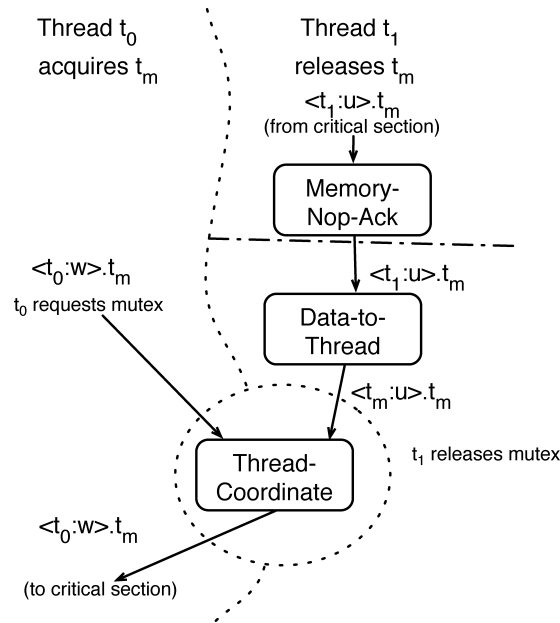 Thread t0
acquires tm
Thread t1
releases tm
<t1:u>.tm
(from critical section)
Memory-
Nop-Ack
<t0:w>.tm
t0 requests mutex
<t1:u>.tm
Data-to-
Thread
<tm:u>.tm
t1 releases mutex
Thread-
Coordinate
<t0:w>.tm
(to critical section)